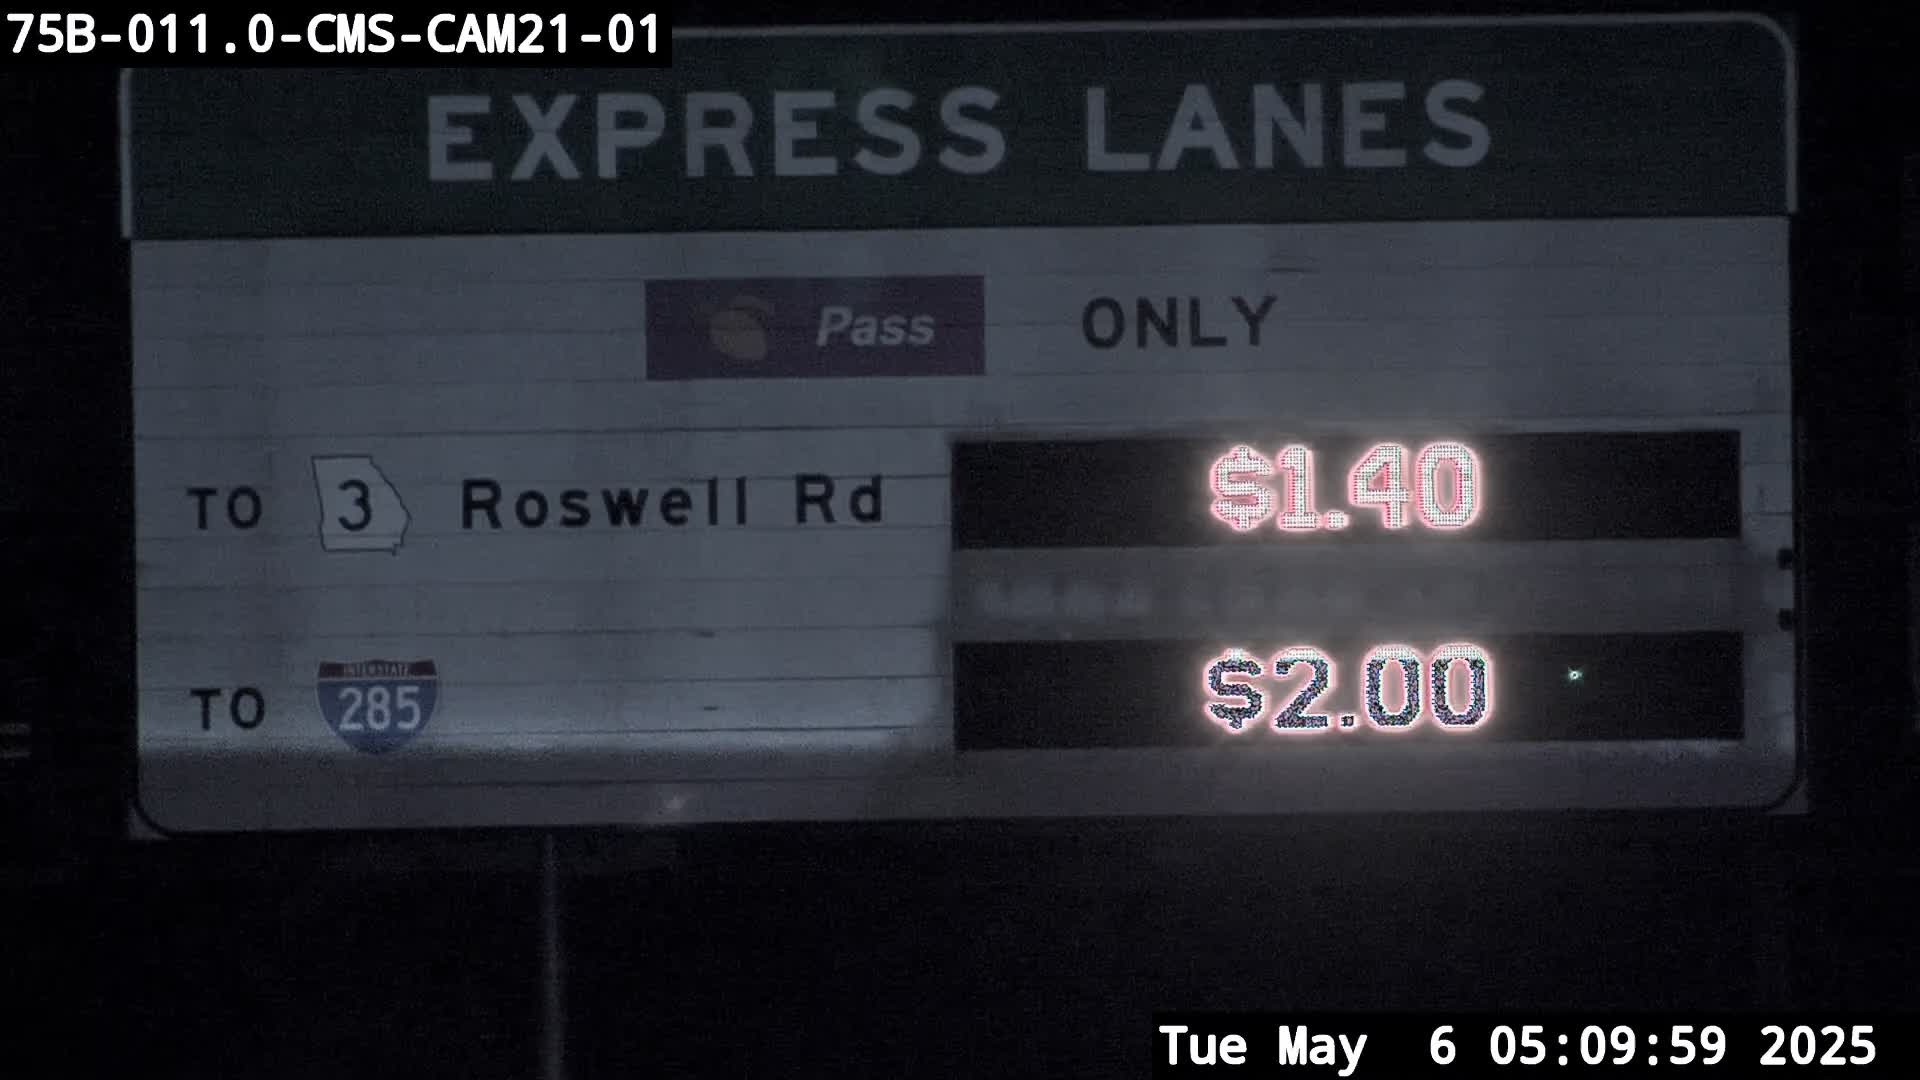 75B-011.0-CMS-CAM21-01
EXPRESS LANES
Pass ONLY
TO 3 Roswell Rd $1.40
TO INTERSTATE 285 $2.00
Tue May 6 05:09:59 2025